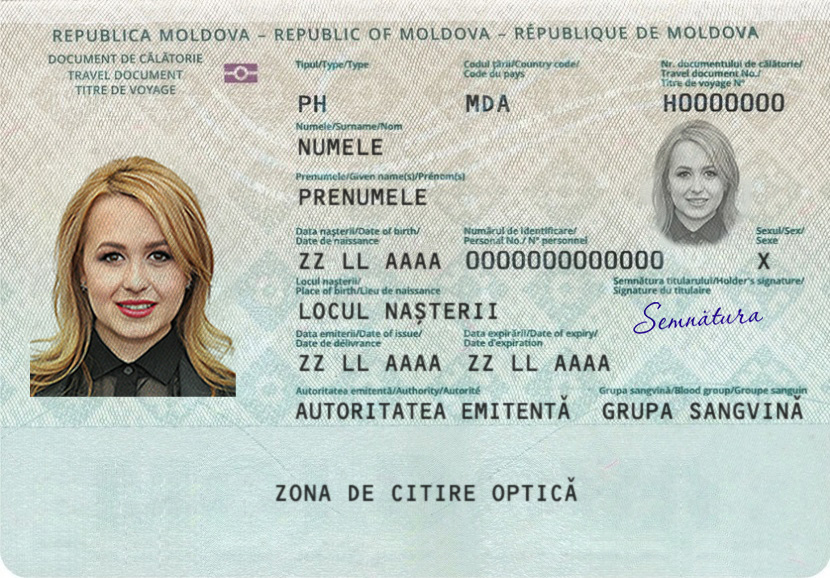 REPUBLICA MOLDOVA – REPUBLIC OF MOLDOVA – RÉPUBLIQUE DE MOLDOVA
DOCUMENT DE CĂLĂTORIE
TRAVEL DOCUMENT
TITRE DE VOYAGE
Tipul/Type/Type
Codul țării/Country code/
Code du pays
Nr. documentului de călătorie/
Travel document No./
Titre de voyage N°
PH
MDA
H0000000
Numele/Surname/Nom
NUMELE
Prenumele/Given name(s)/Prénom(s)
PRENUMELE
Data nașterii/Date of birth/
Date de naissance
Numărul de identificare/
Personal No./ N° personnel
Sexul/Sex/
Sexe
ZZ LL AAAA
0000000000000
X
Locul nașterii/
Place of birth/Lieu de naissance
Semnătura titularului/Holder's signature/
Signature du titulaire
LOCUL NAȘTERII
Semnătura
Data emiterii/Date of issue/
Date de délivrance
Data expirării/Date of expiry/
Date d'expiration
ZZ LL AAAA
ZZ LL AAAA
Autoritatea emitentă/Authority/Autorité
Grupa sangvină/Blood group/Groupe sanguin
AUTORITATEA EMITENTĂ
GRUPA SANGVINĂ
ZONA DE CITIRE OPTICĂ